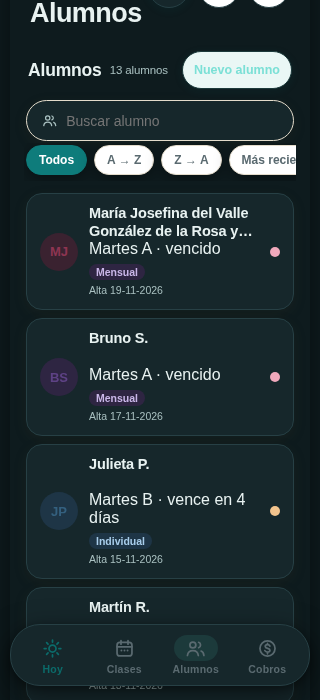 Alumnos
Alumnos 13 alumnos Nuevo alumno
Buscar alumno
Todos A → Z Z → A Más recie
María Josefina del Valle
González de la Rosa y…
MJ
Martes A · vencido
Mensual
Alta 19-11-2026
Bruno S.
BS
Martes A · vencido
Mensual
Alta 17-11-2026
Julieta P.
JP
Martes B · vence en 4
días
Individual
Alta 15-11-2026
Martín R.
Hoy Clases Alumnos Cobros